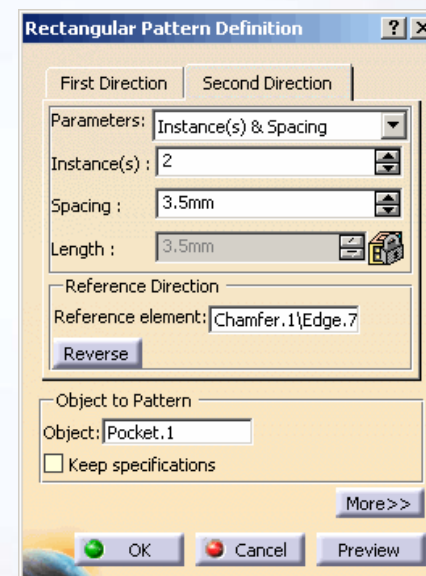 Rectangular Pattern Definition ? X
First Direction Second Direction
Parameters: Instance(s) & Spacing
Instance(s) : 2
Spacing : 3.5mm
Length : 3.5mm
Reference Direction
Reference element: Chamfer.1\Edge.7
Reverse
Object to Pattern
Object: Pocket.1
Keep specifications
More>>
OK Cancel Preview